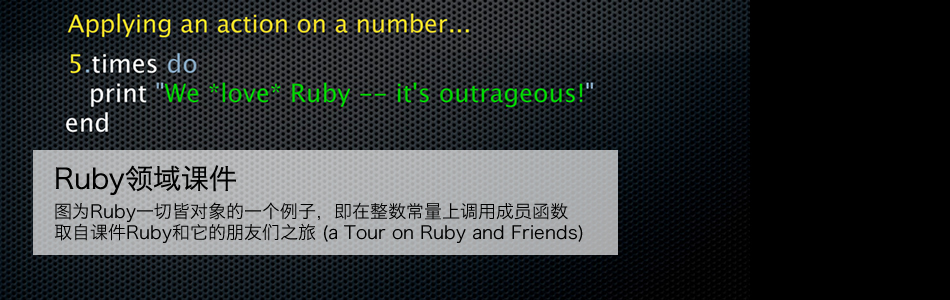 Applying an action on a number...
5.times do
print "We *love* Ruby -- it's outrageous!"
end
Ruby领域课件
图为Ruby一切皆对象的一个例子，即在整数常量上调用成员函数
取自课件Ruby和它的朋友们之旅 (a Tour on Ruby and Friends)